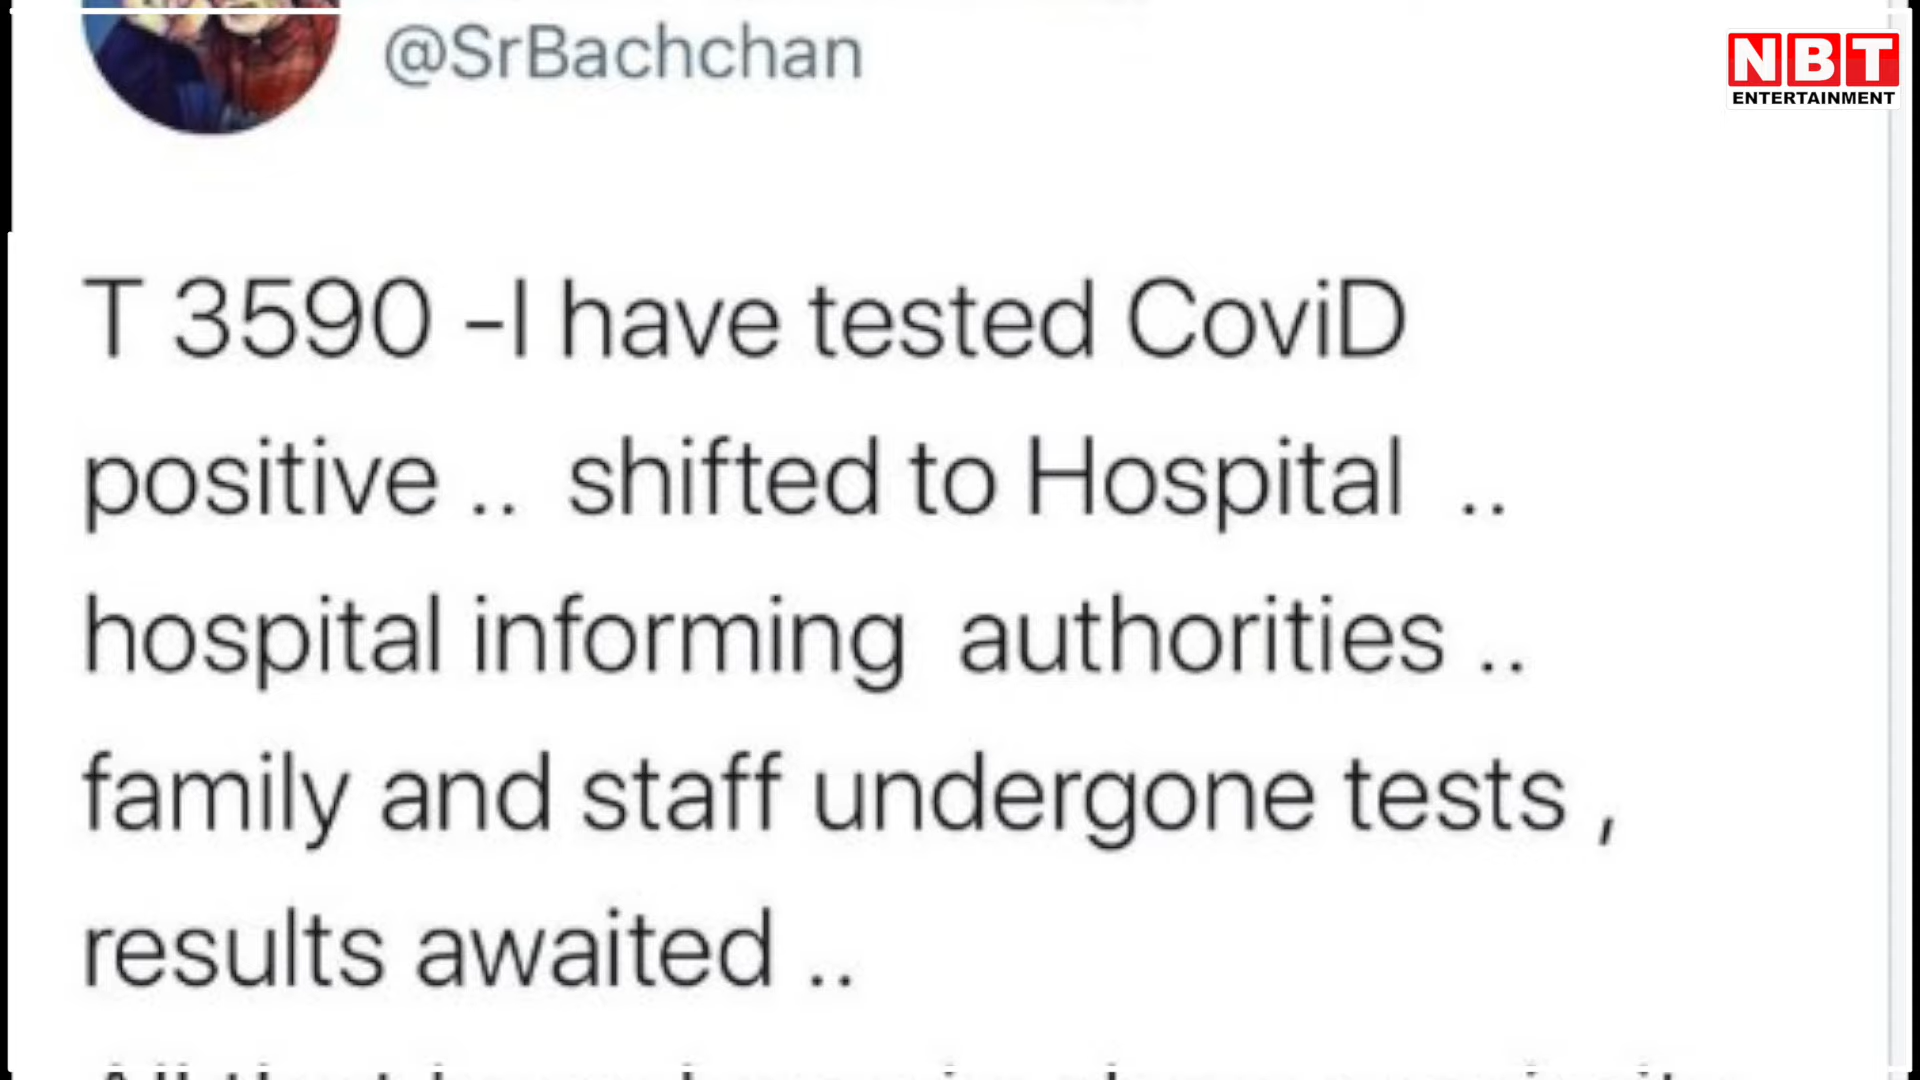 @SrBachchan
NBT
ENTERTAINMENT
T 3590 -I have tested CoviD
positive .. shifted to Hospital ..
hospital informing authorities ..
family and staff undergone tests ,
results awaited ..